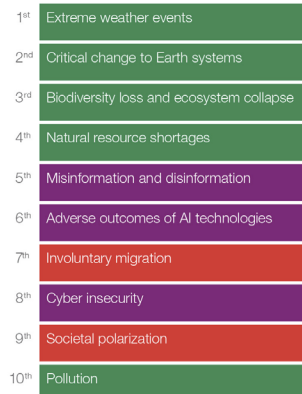 1st Extreme weather events
2nd Critical change to Earth systems
3rd Biodiversity loss and ecosystem collapse
4th Natural resource shortages
5th Misinformation and disinformation
6th Adverse outcomes of AI technologies
7th Involuntary migration
8th Cyber insecurity
9th Societal polarization
10th Pollution